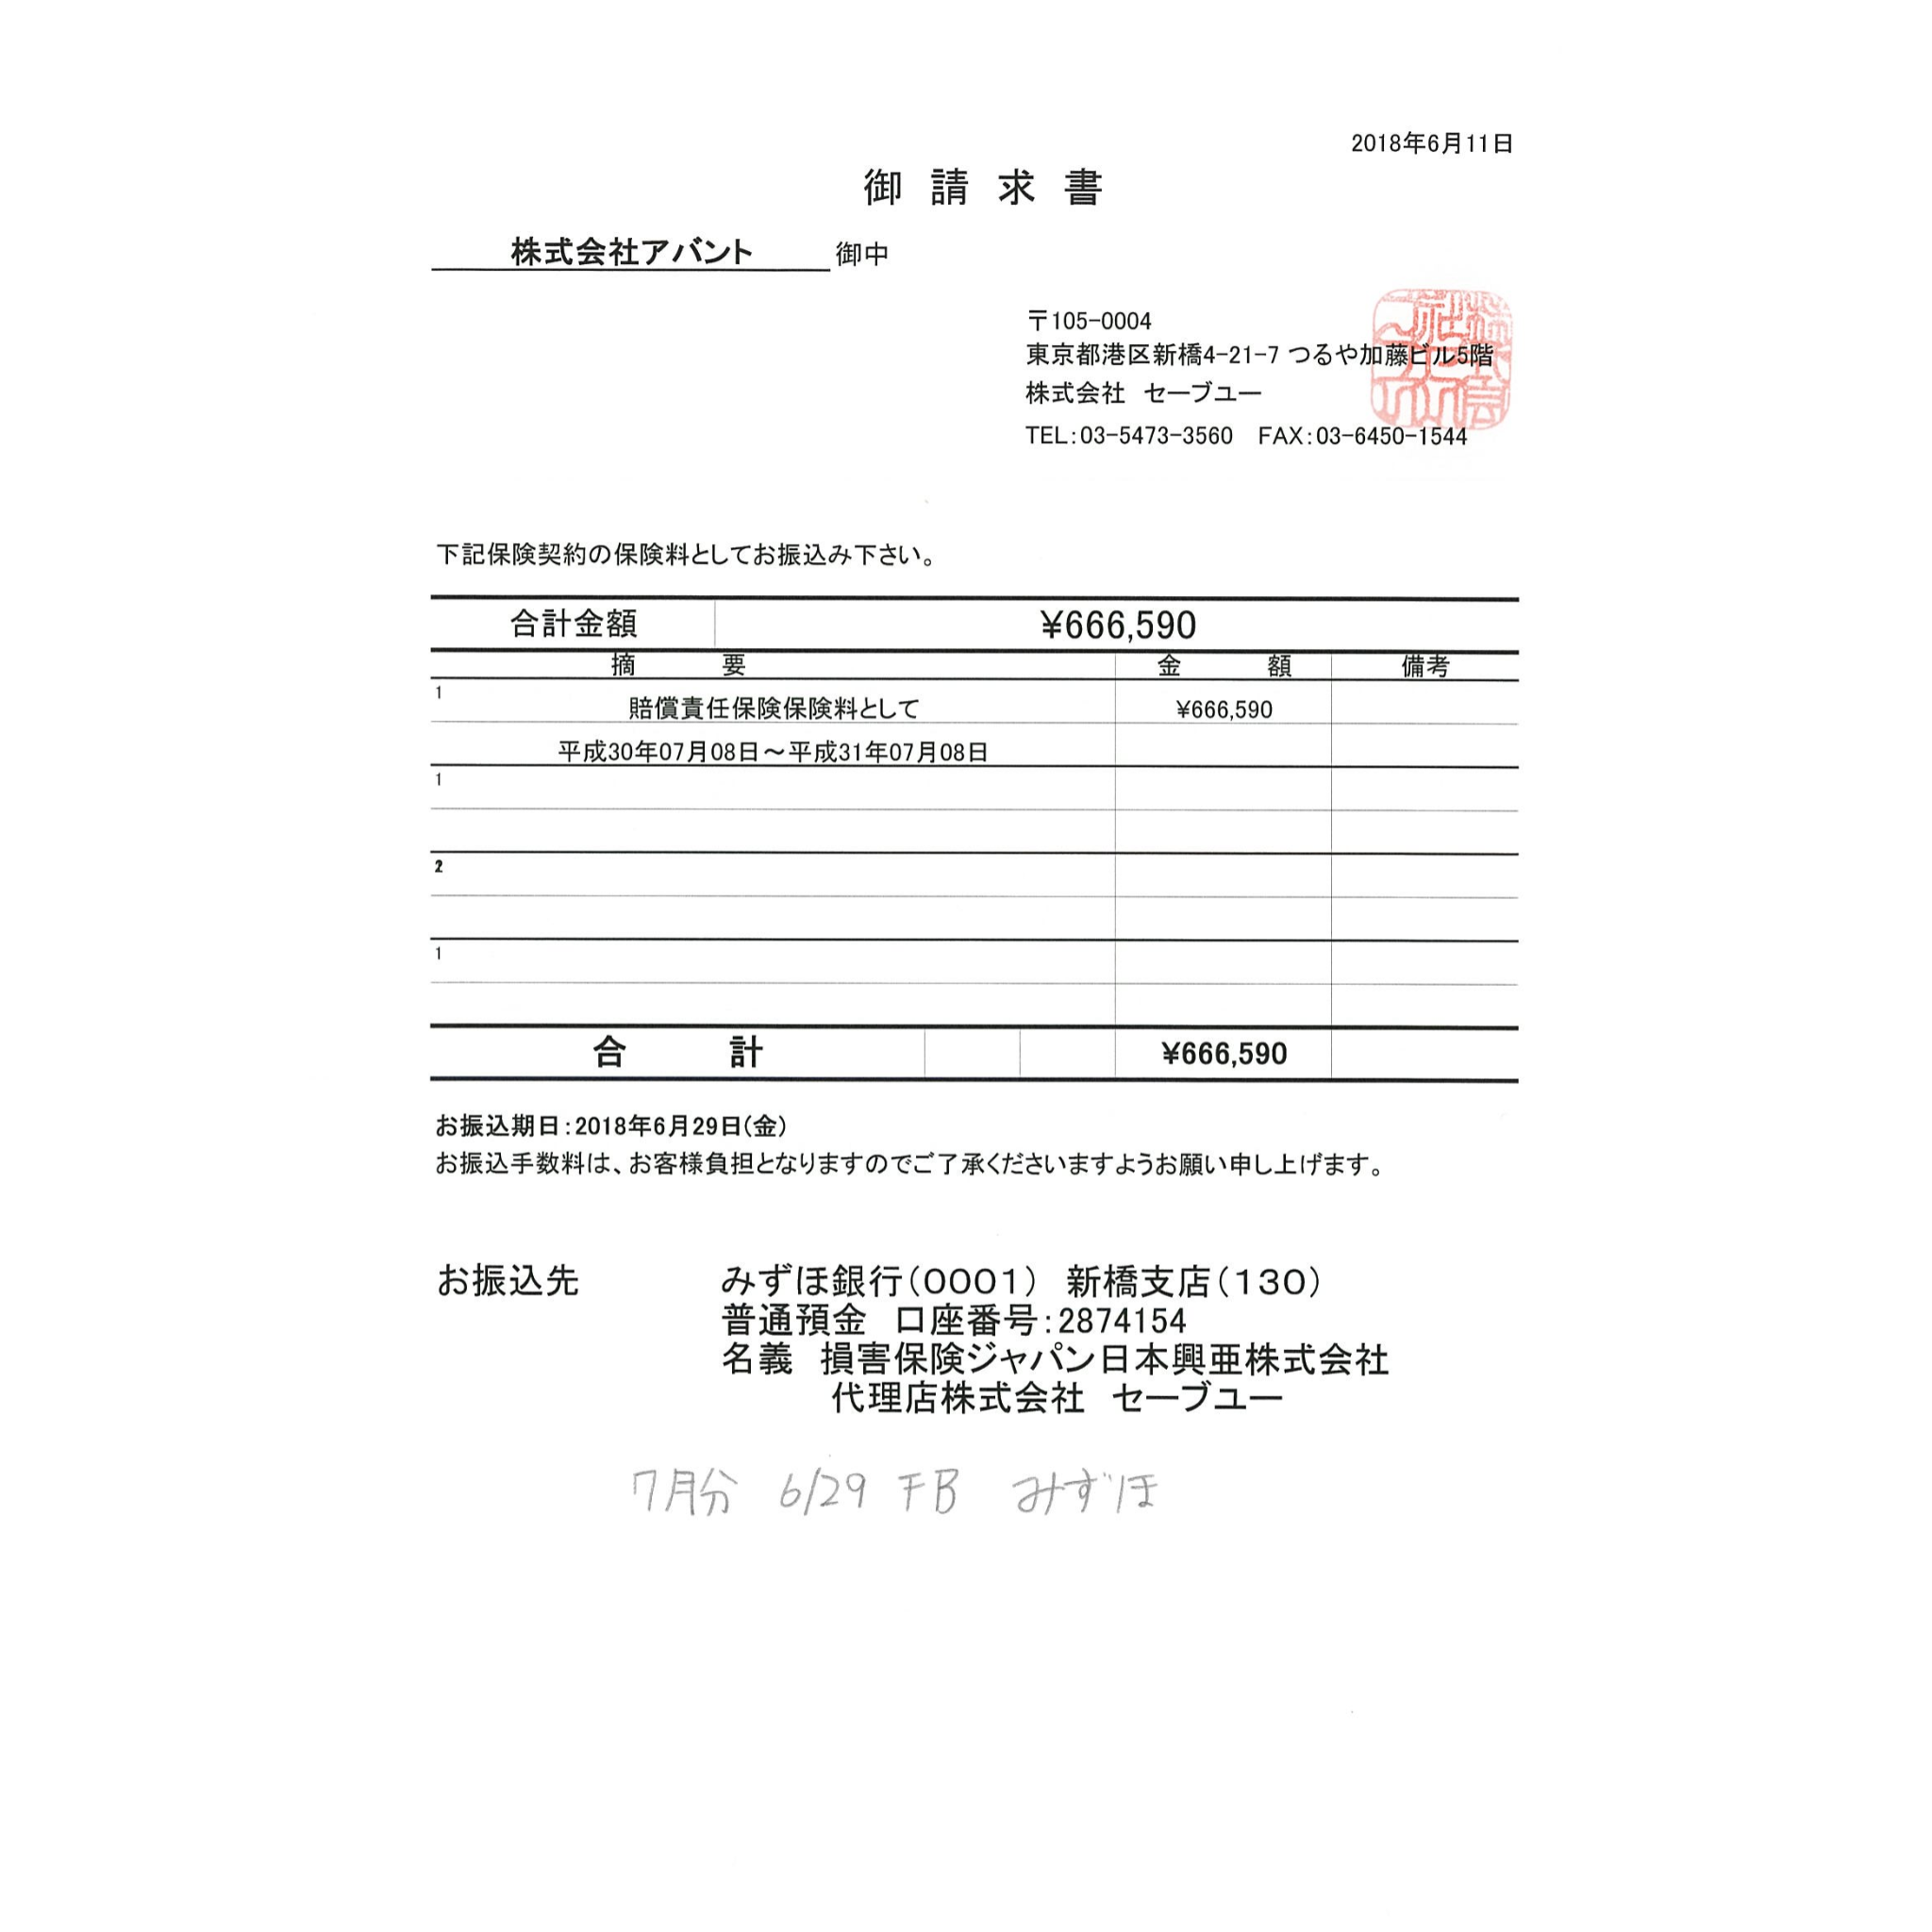 2018年6月11日
御 請 求 書
株式会社アバント 御中
〒105-0004
東京都港区新橋4-21-7 つるや加藤ビル5階
株式会社 セーブユー
TEL:03-5473-3560 FAX:03-6450-1544
下記保険契約の保険料としてお振込み下さい。
合計金額 ¥666,590
摘 要 金 額 備考
1
賠償責任保険保険料として ¥666,590
平成30年07月08日～平成31年07月08日
1
2
1
合 計 ¥666,590
お振込期日:2018年6月29日(金)
お振込手数料は、お客様負担となりますのでご了承くださいますようお願い申し上げます。
お振込先 みずほ銀行(0001) 新橋支店(130)
普通預金 口座番号:2874154
名義 損害保険ジャパン日本興亜株式会社
代理店株式会社 セーブユー
7月分 6/29 FB みずほ